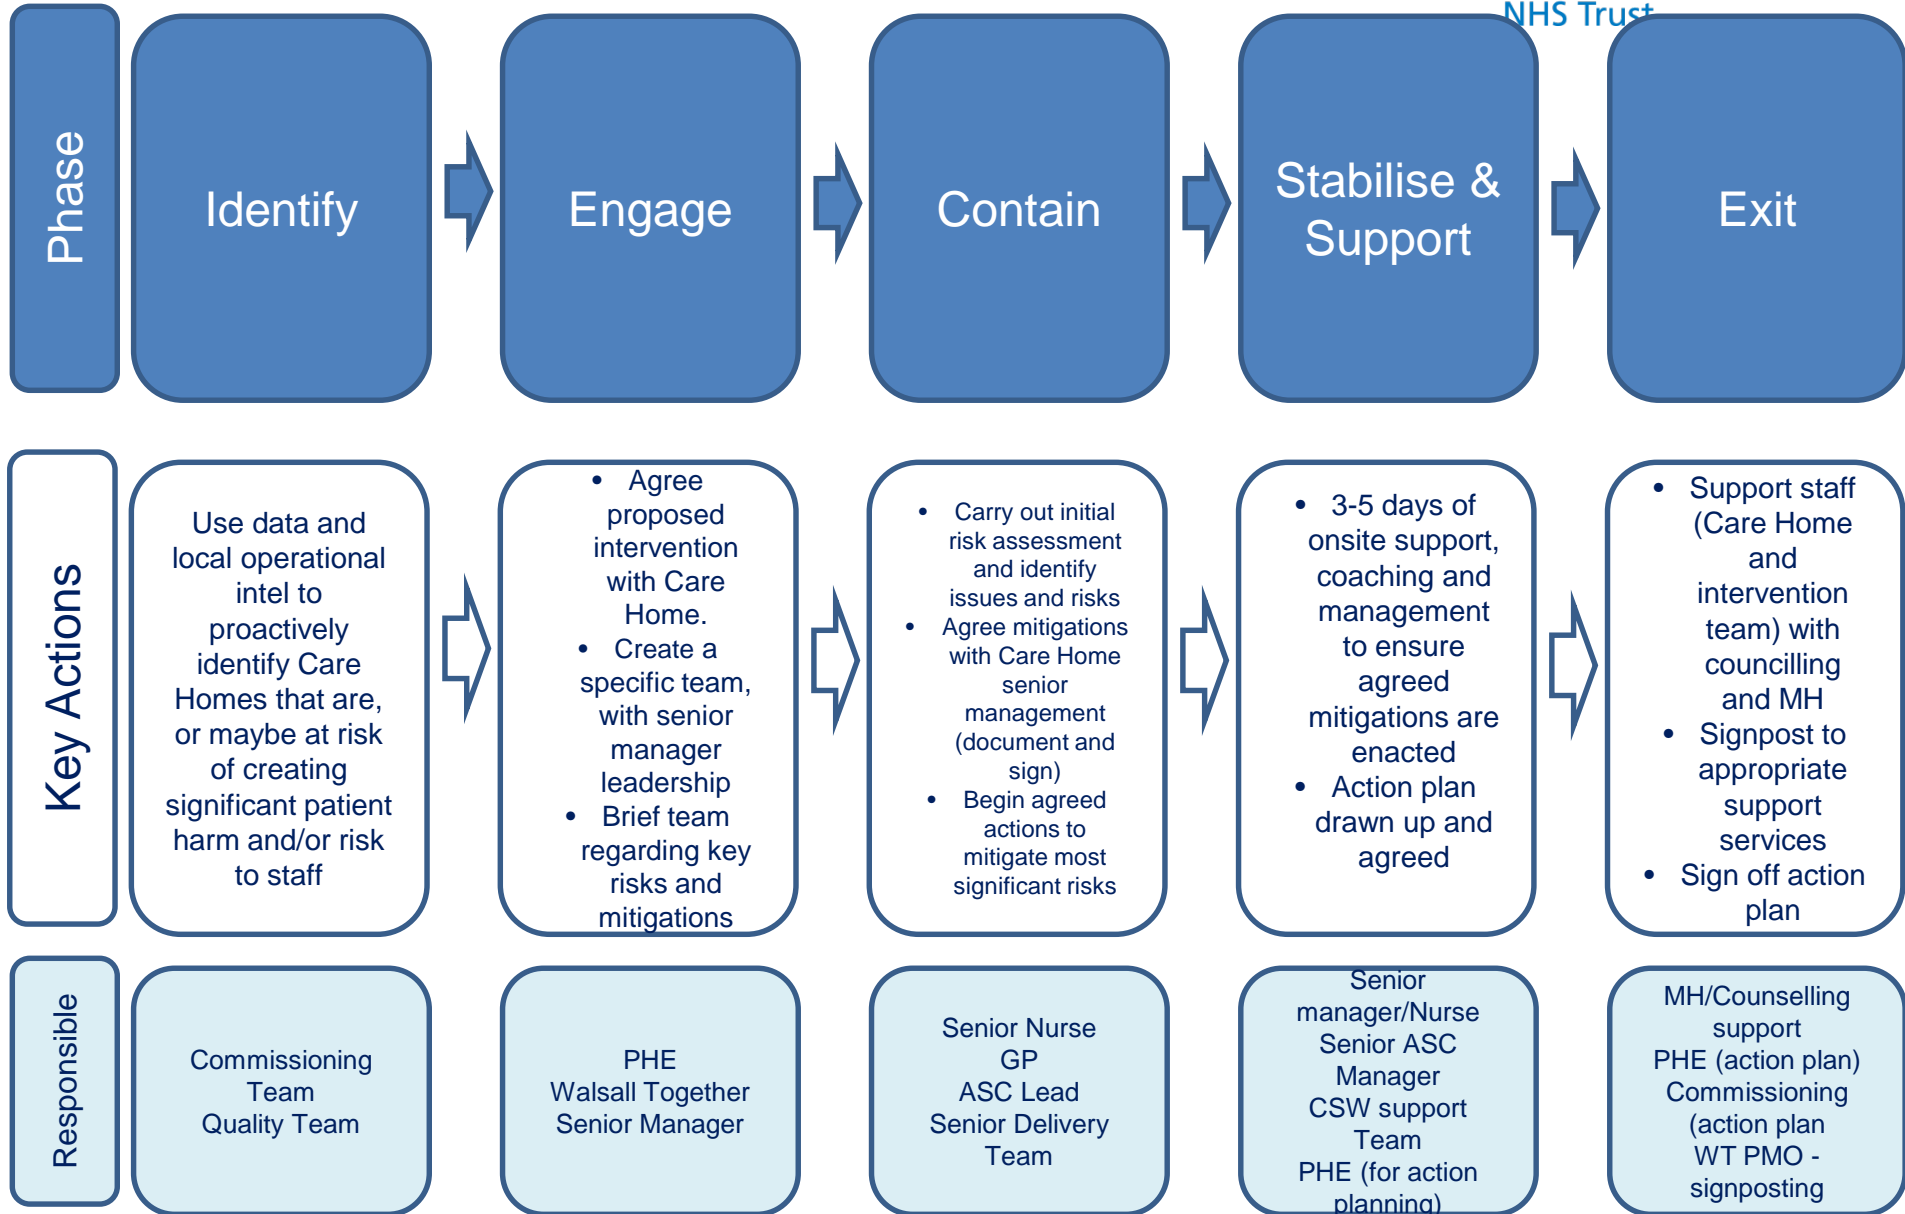 NHS Trust
Phase
Identify
Engage
Contain
Stabilise &
Support
Exit
Key Actions
Use data and
local operational
intel to
proactively
identify Care
Homes that are,
or maybe at risk
of creating
significant patient
harm and/or risk
to staff
• Agree
proposed
intervention
with Care
Home.
• Create a
specific team,
with senior
manager
leadership
• Brief team
regarding key
risks and
mitigations
• Carry out initial
risk assessment
and identify
issues and risks
• Agree mitigations
with Care Home
senior
management
(document and
sign)
• Begin agreed
actions to
mitigate most
significant risks
• 3-5 days of
onsite support,
coaching and
management
to ensure
agreed
mitigations are
enacted
• Action plan
drawn up and
agreed
• Support staff
(Care Home
and
intervention
team) with
councilling
and MH
• Signpost to
appropriate
support
services
• Sign off action
plan
Responsible
Commissioning
Team
Quality Team
PHE
Walsall Together
Senior Manager
Senior Nurse
GP
ASC Lead
Senior Delivery
Team
Senior
manager/Nurse
Senior ASC
Manager
CSW support
Team
PHE (for action
planning)
MH/Counselling
support
PHE (action plan)
Commissioning
(action plan
WT PMO -
signposting